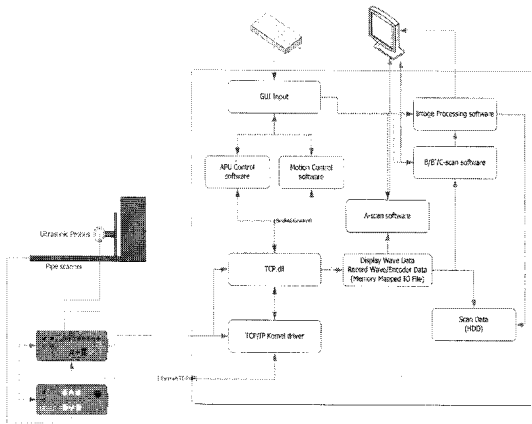 GUI Input
Image Processing software
APU Control
software
Motion Control
software
B/B'/C-scan software
A-scan software
Ultrasonic Probes
Pipe scanner
TCP.dll
Display Wave Data
Record Wave/Encoder Data
(Memory Mapped IO File)
Scan Data
(HDD)
TCP/IP Kernel driver